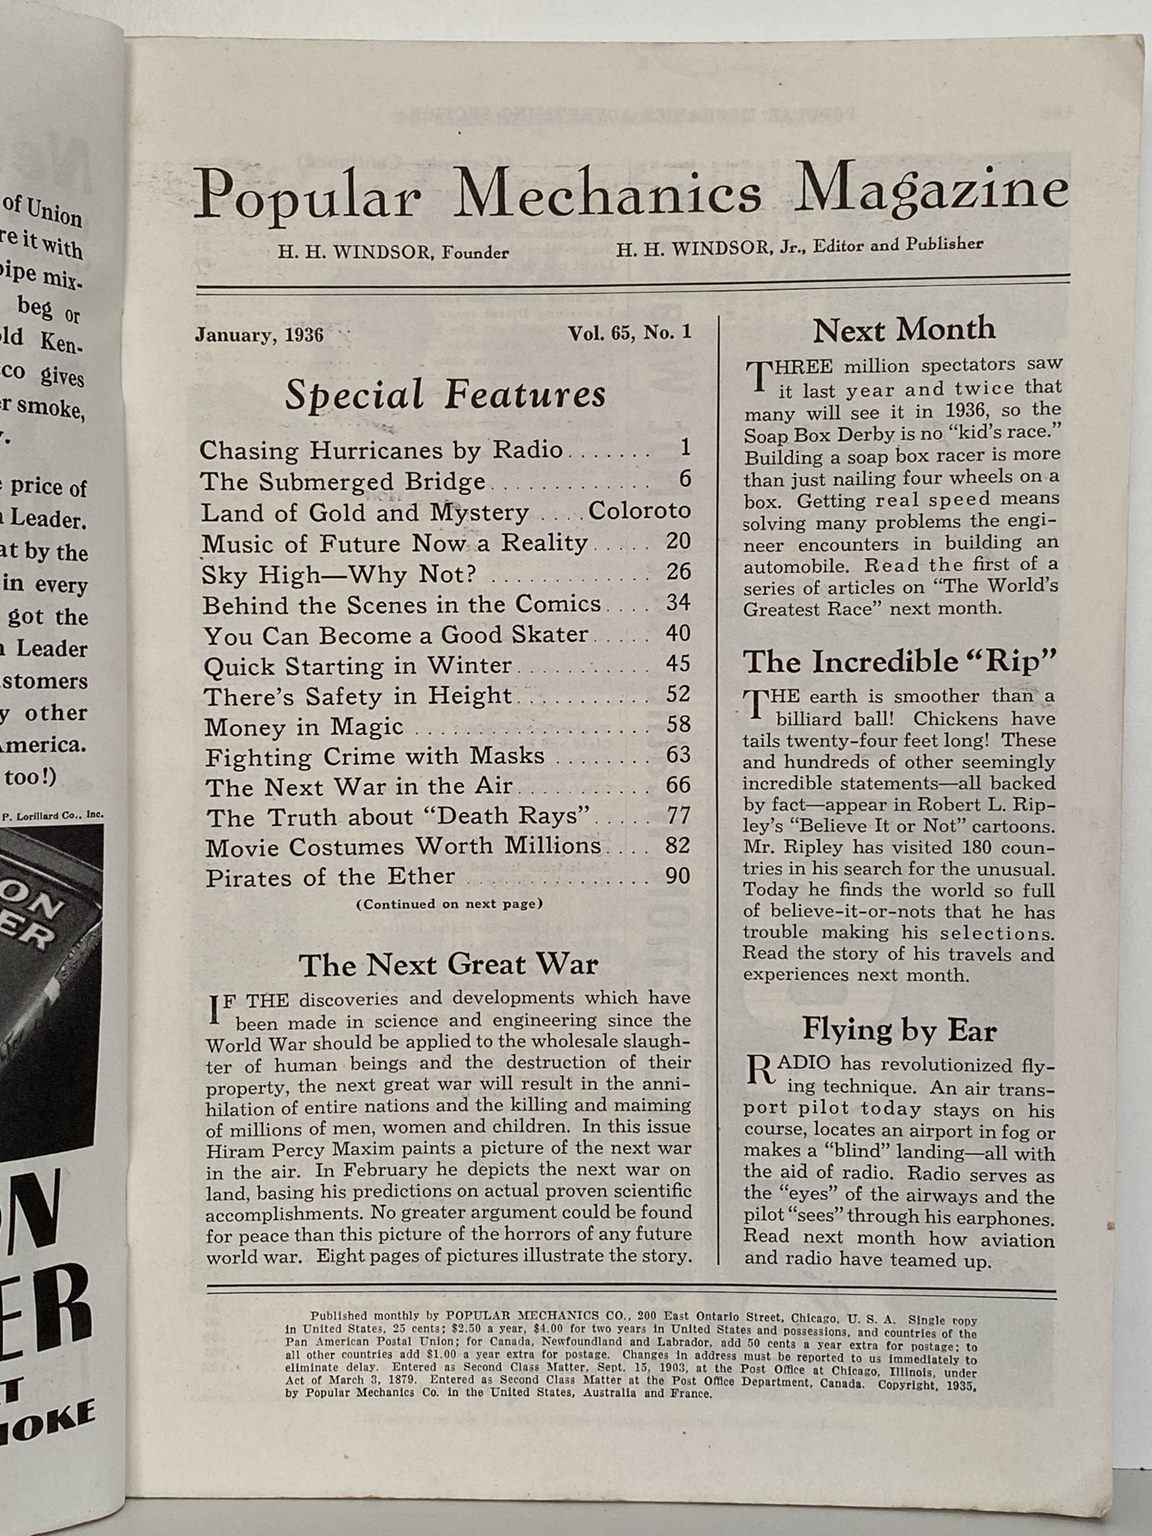 of Union
re it with
pipe mix-
beg or
old Ken-
co gives
r smoke,
price of
Leader.
at by the
in every
got the
Leader
stomers
y other
America.
too!)
P. Lorillard Co., Inc.
ON
ER
ON
ER
T
MOKE
Popular Mechanics Magazine
H. H. WINDSOR, Founder
H. H. WINDSOR, Jr., Editor and Publisher
January, 1936
Vol. 65, No. 1
Special Features
Chasing Hurricanes by Radio....... 1
The Submerged Bridge............. 6
Land of Gold and Mystery .... Coloroto
Music of Future Now a Reality..... 20
Sky High—Why Not? ............ 26
Behind the Scenes in the Comics.... 34
You Can Become a Good Skater..... 40
Quick Starting in Winter........... 45
There's Safety in Height........... 52
Money in Magic ................. 58
Fighting Crime with Masks ........ 63
The Next War in the Air........... 66
The Truth about "Death Rays"..... 77
Movie Costumes Worth Millions.... 82
Pirates of the Ether ............... 90
(Continued on next page)
The Next Great War
IF THE discoveries and developments which have
been made in science and engineering since the
World War should be applied to the wholesale slaugh-
ter of human beings and the destruction of their
property, the next great war will result in the anni-
hilation of entire nations and the killing and maiming
of millions of men, women and children. In this issue
Hiram Percy Maxim paints a picture of the next war
in the air. In February he depicts the next war on
land, basing his predictions on actual proven scientific
accomplishments. No greater argument could be found
for peace than this picture of the horrors of any future
world war. Eight pages of pictures illustrate the story.
Next Month
THREE million spectators saw
it last year and twice that
many will see it in 1936, so the
Soap Box Derby is no "kid's race."
Building a soap box racer is more
than just nailing four wheels on a
box. Getting real speed means
solving many problems the engi-
neer encounters in building an
automobile. Read the first of a
series of articles on "The World's
Greatest Race" next month.
The Incredible "Rip"
THE earth is smoother than a
billiard ball! Chickens have
tails twenty-four feet long! These
and hundreds of other seemingly
incredible statements—all backed
by fact—appear in Robert L. Rip-
ley's "Believe It or Not" cartoons.
Mr. Ripley has visited 180 coun-
tries in his search for the unusual.
Today he finds the world so full
of believe-it-or-nots that he has
trouble making his selections.
Read the story of his travels and
experiences next month.
Flying by Ear
RADIO has revolutionized fly-
ing technique. An air trans-
port pilot today stays on his
course, locates an airport in fog or
makes a "blind" landing—all with
the aid of radio. Radio serves as
the "eyes" of the airways and the
pilot "sees" through his earphones.
Read next month how aviation
and radio have teamed up.
Published monthly by POPULAR MECHANICS CO., 200 East Ontario Street, Chicago, U. S. A. Single copy
in United States, 25 cents; $2.50 a year, $4.00 for two years in United States and possessions, and countries of the
Pan American Postal Union; for Canada, Newfoundland and Labrador, add 50 cents a year extra for postage; to
all other countries add $1.00 a year extra for postage. Changes in address must be reported to us immediately to
eliminate delay. Entered as Second Class Matter, Sept. 15, 1903, at the Post Office at Chicago, Illinois, under
Act of March 3, 1879. Entered as Second Class Matter at the Post Office Department, Canada. Copyright, 1935,
by Popular Mechanics Co. in the United States, Australia and France.